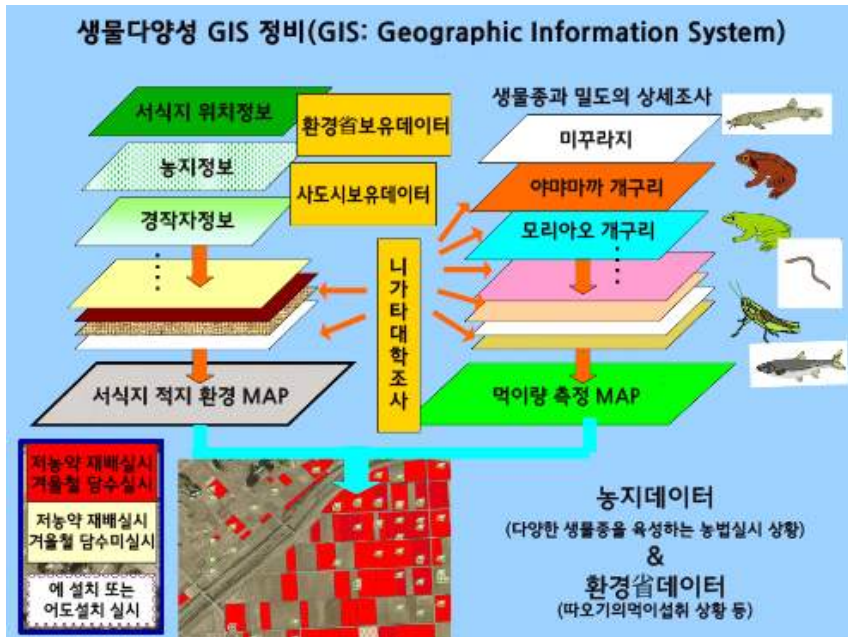 생물다양성 GIS 정비(GIS: Geographic Information System)
서식지 위치정보
환경省보유데이터
농지정보
사도시보유데이터
경작자정보
생물종과 밀도의 상세조사
미꾸라지
야먀마까 개구리
모리아오 개구리
니가타대학조사
서식지 적지 환경 MAP
먹이량 측정 MAP
저농약 재배실시
겨울철 담수실시
저농약 재배실시
겨울철 담수미실시
에 설치 또는
어도설치 실시
농지데이터
(다양한 생물종을 육성하는 농법실시 상황)
&
환경省데이터
(따오기의먹이섭취 상황 등)